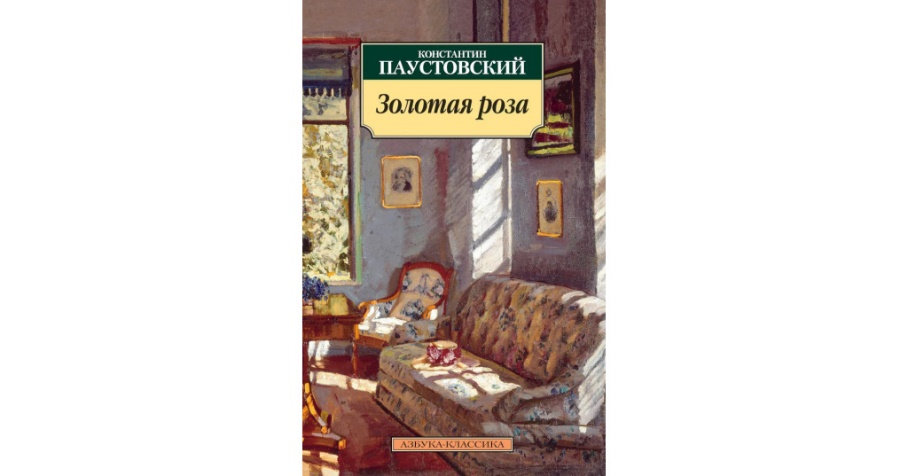 КОНСТАНТИН
ПАУСТОВСКИЙ
Золотая роза
АЗБУКА-КЛАССИКА